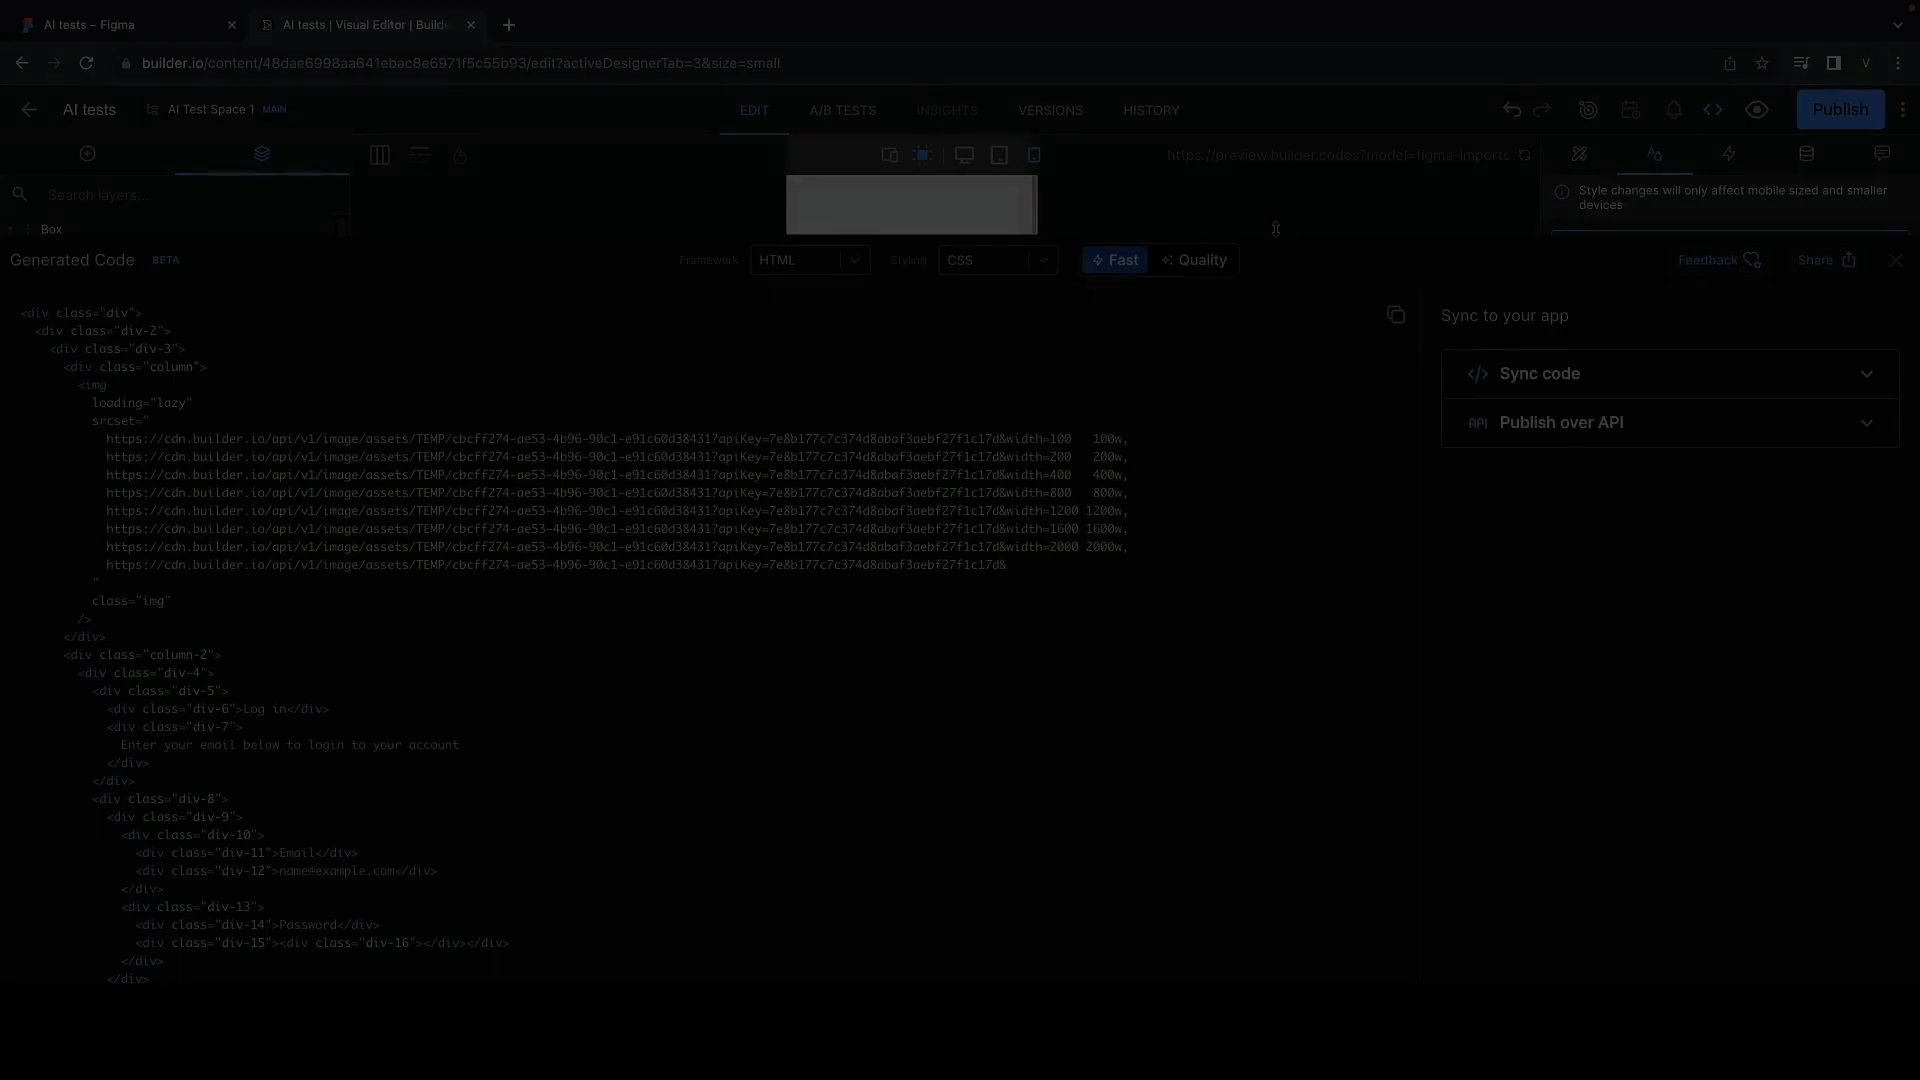 AI tests – Figma
AI tests | Visual Editor | Builde
builder.io/content/48dae6998aa641ebac8e6971f5c55b93/edit?activeDesignerTab=3&size=small
V
AI tests
AI Test Space 1 MAIN
EDIT A/B TESTS INSIGHTS VERSIONS HISTORY
Publish
https://preview.builder.codes?model=figma-imports
Search layers...
Style changes will only affect mobile sized and smaller
devices
Box
Generated Code BETA
Framework HTML Styling CSS Fast Quality
Feedback Share
<div class="div">
<div class="div-2">
<div class="div-3">
<div class="column">
<img
loading="lazy"
srcset="
https://cdn.builder.io/api/v1/image/assets/TEMP/cbcff274-ae53-4b96-90c1-e91c60d38431?apiKey=7e8b177c7c374d8abaf3aebf27f1c17d&width=100 100w,
https://cdn.builder.io/api/v1/image/assets/TEMP/cbcff274-ae53-4b96-90c1-e91c60d38431?apiKey=7e8b177c7c374d8abaf3aebf27f1c17d&width=200 200w,
https://cdn.builder.io/api/v1/image/assets/TEMP/cbcff274-ae53-4b96-90c1-e91c60d38431?apiKey=7e8b177c7c374d8abaf3aebf27f1c17d&width=400 400w,
https://cdn.builder.io/api/v1/image/assets/TEMP/cbcff274-ae53-4b96-90c1-e91c60d38431?apiKey=7e8b177c7c374d8abaf3aebf27f1c17d&width=800 800w,
https://cdn.builder.io/api/v1/image/assets/TEMP/cbcff274-ae53-4b96-90c1-e91c60d38431?apiKey=7e8b177c7c374d8abaf3aebf27f1c17d&width=1200 1200w,
https://cdn.builder.io/api/v1/image/assets/TEMP/cbcff274-ae53-4b96-90c1-e91c60d38431?apiKey=7e8b177c7c374d8abaf3aebf27f1c17d&width=1600 1600w,
https://cdn.builder.io/api/v1/image/assets/TEMP/cbcff274-ae53-4b96-90c1-e91c60d38431?apiKey=7e8b177c7c374d8abaf3aebf27f1c17d&width=2000 2000w,
https://cdn.builder.io/api/v1/image/assets/TEMP/cbcff274-ae53-4b96-90c1-e91c60d38431?apiKey=7e8b177c7c374d8abaf3aebf27f1c17d&
"
class="img"
/>
</div>
<div class="column-2">
<div class="div-4">
<div class="div-5">
<div class="div-6">Log in</div>
<div class="div-7">
Enter your email below to login to your account
</div>
</div>
<div class="div-8">
<div class="div-9">
<div class="div-10">
<div class="div-11">Email</div>
<div class="div-12">name@example.com</div>
</div>
<div class="div-13">
<div class="div-14">Password</div>
<div class="div-15"><div class="div-16"></div></div>
</div>
</div>
Sync to your app
</> Sync code
API Publish over API